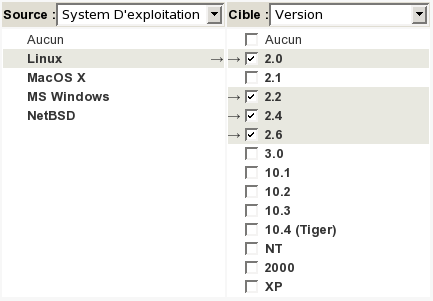 Source : System D'exploitation
Aucun
Linux →
MacOS X
MS Windows
NetBSD
Cible : Version
Aucun
→ 2.0
2.1
→ 2.2
→ 2.4
→ 2.6
3.0
10.1
10.2
10.3
10.4 (Tiger)
NT
2000
XP